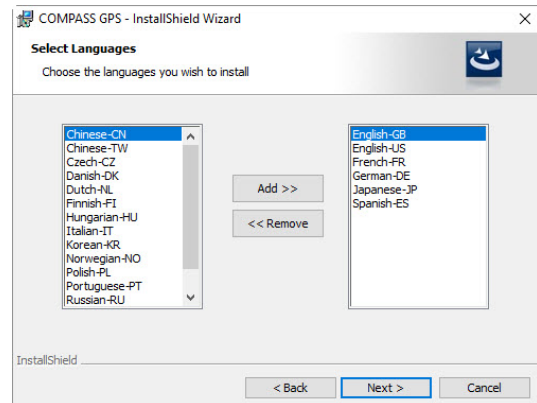 COMPASS GPS - InstallShield Wizard
Select Languages
Choose the languages you wish to install
Chinese-CN
Chinese-TW
Czech-CZ
Danish-DK
Dutch-NL
Finnish-FI
Hungarian-HU
Italian-IT
Korean-KR
Norwegian-NO
Polish-PL
Portuguese-PT
Russian-RU
Add >>
<< Remove
English-GB
English-US
French-FR
German-DE
Japanese-JP
Spanish-ES
InstallShield
< Back
Next >
Cancel